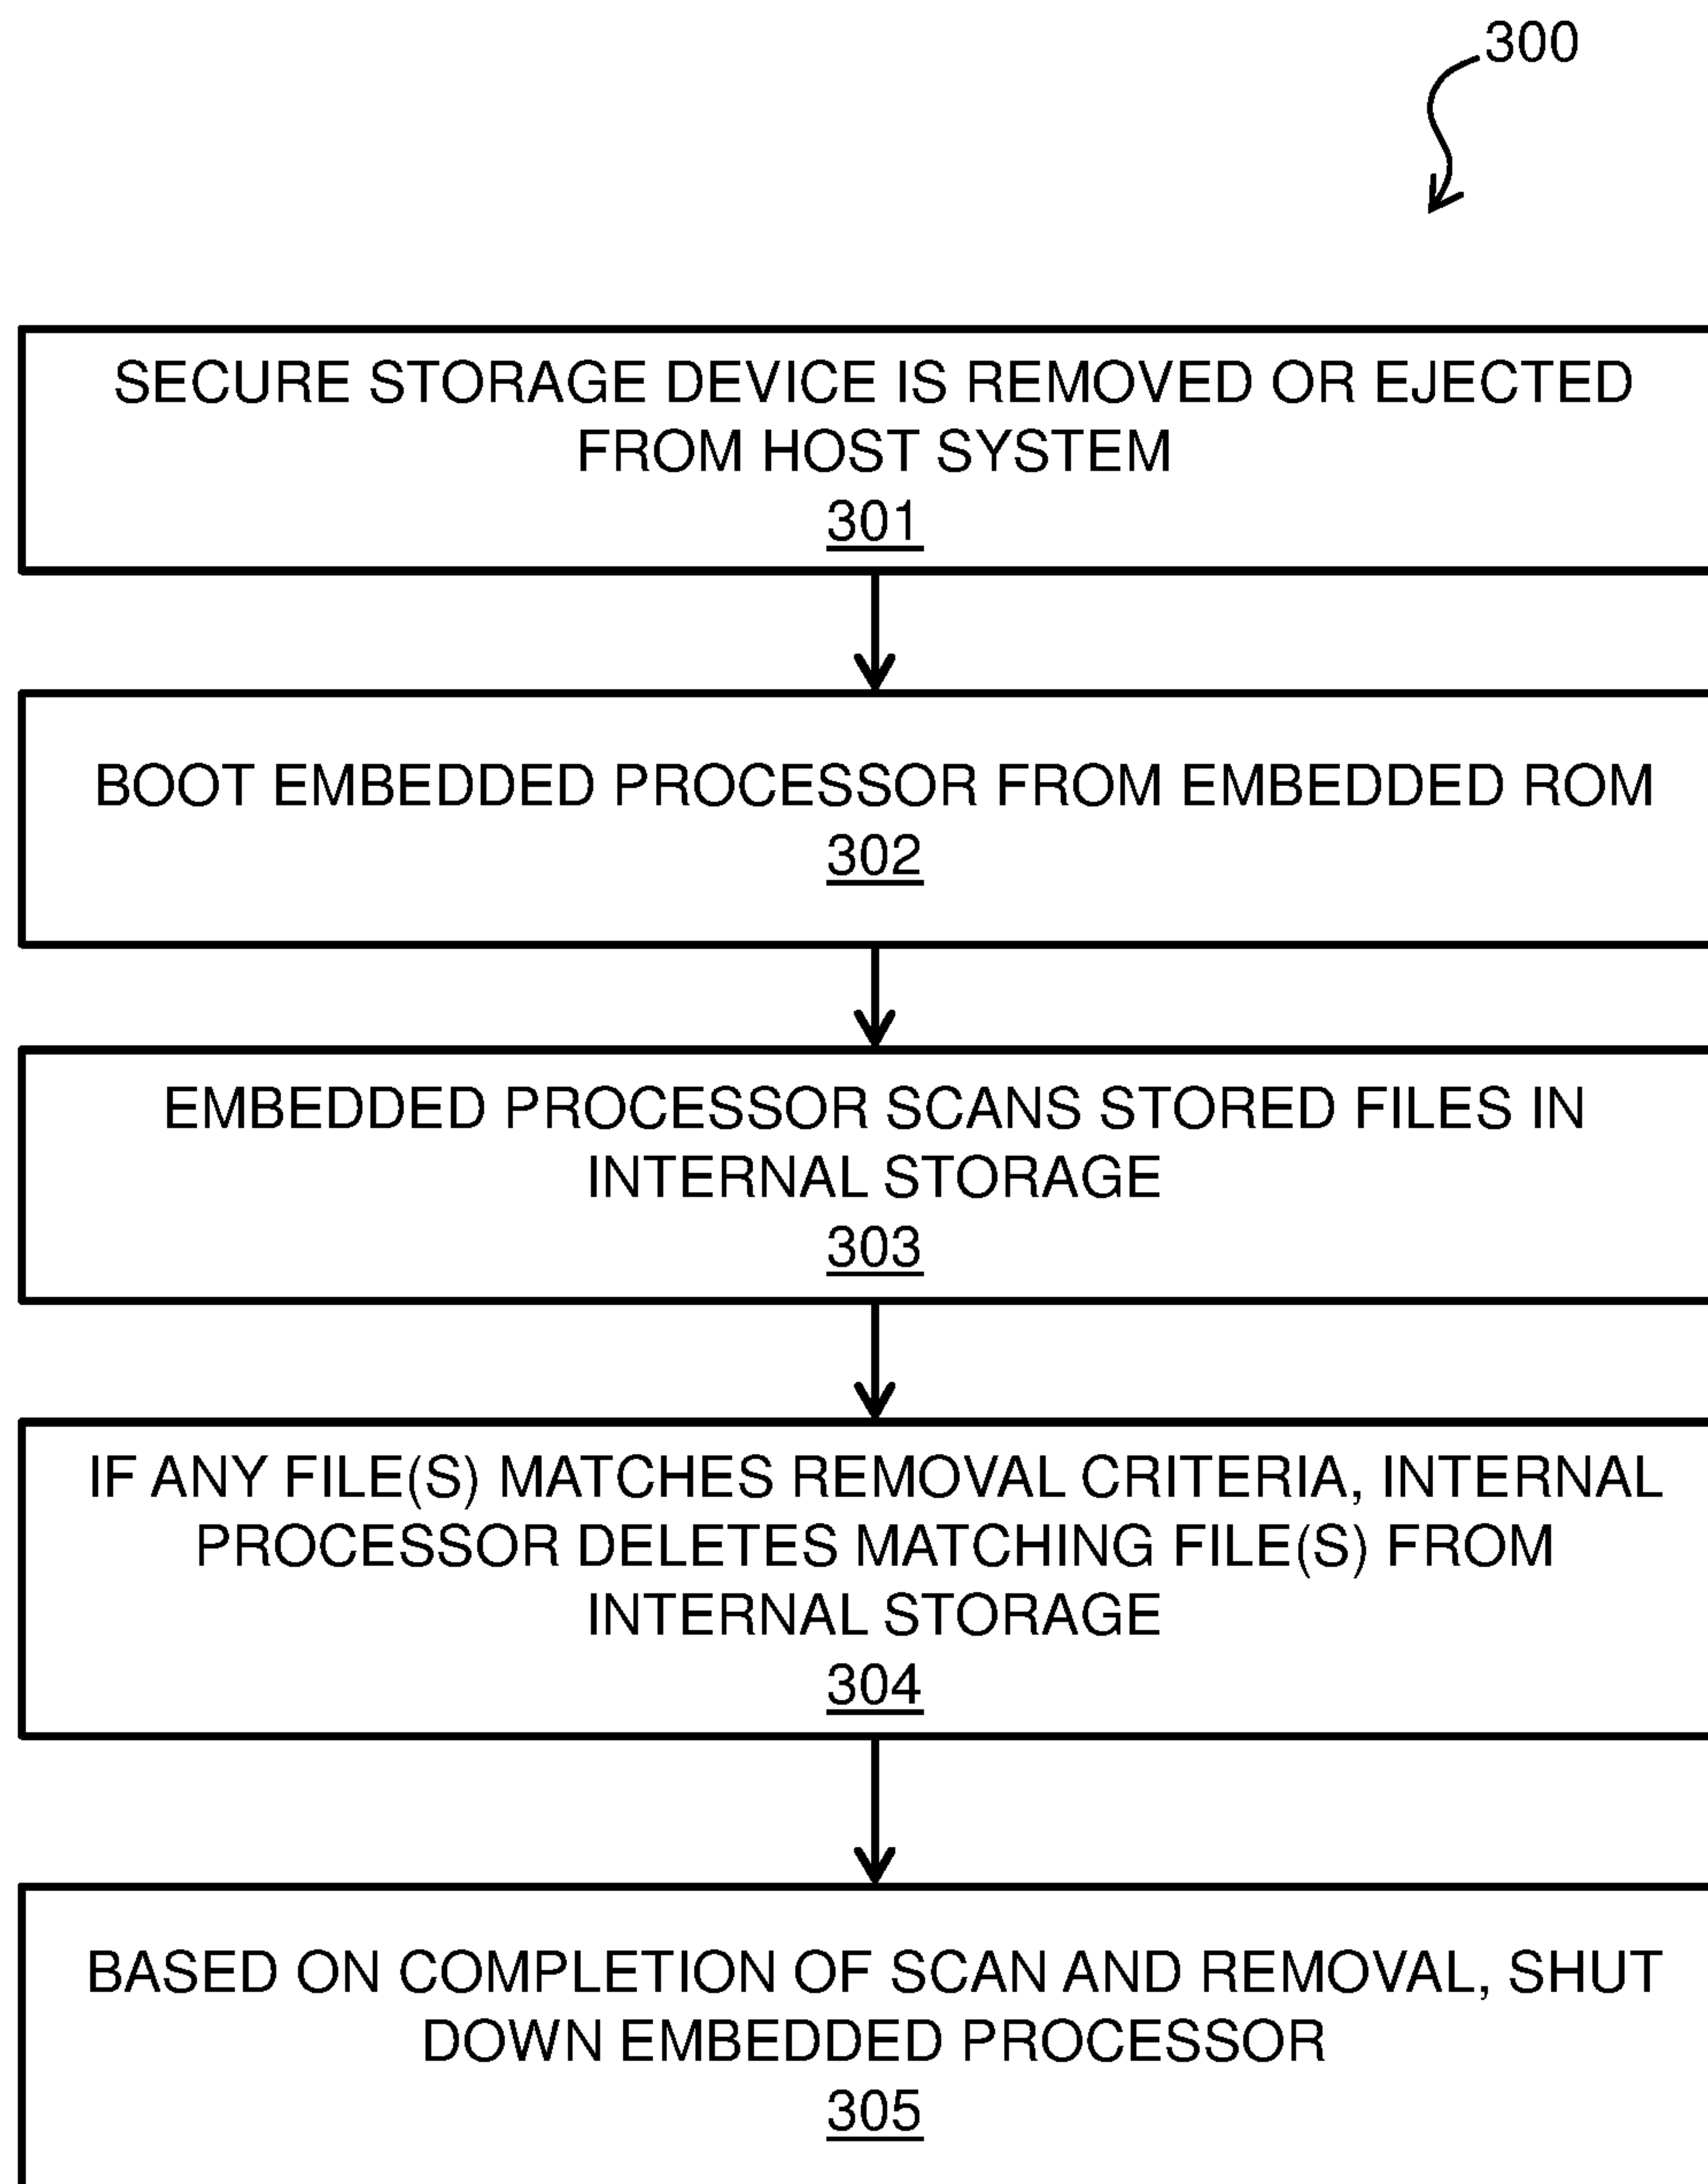 300
SECURE STORAGE DEVICE IS REMOVED OR EJECTED
FROM HOST SYSTEM
301
BOOT EMBEDDED PROCESSOR FROM EMBEDDED ROM
302
EMBEDDED PROCESSOR SCANS STORED FILES IN
INTERNAL STORAGE
303
IF ANY FILE(S) MATCHES REMOVAL CRITERIA, INTERNAL
PROCESSOR DELETES MATCHING FILE(S) FROM
INTERNAL STORAGE
304
BASED ON COMPLETION OF SCAN AND REMOVAL, SHUT
DOWN EMBEDDED PROCESSOR
305